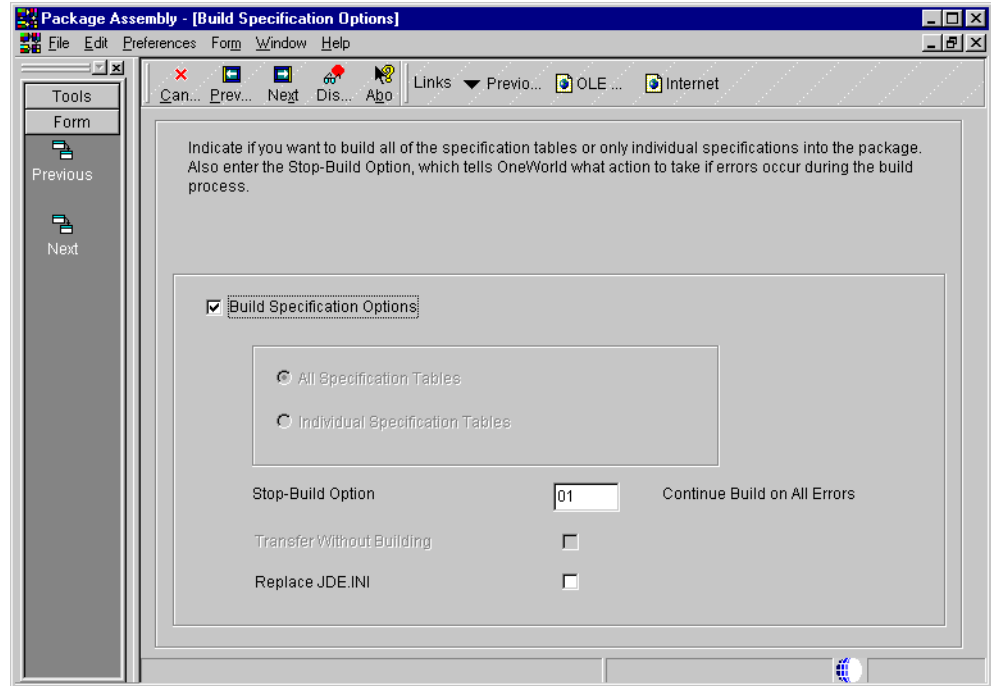 Package Assembly - [Build Specification Options]
File Edit Preferences Form Window Help
Tools
Form
Previous
Next
Can... Prev... Next Dis... Abo Links Previo... OLE ... Internet
Indicate if you want to build all of the specification tables or only individual specifications into the package.
Also enter the Stop-Build Option, which tells OneWorld what action to take if errors occur during the build
process.
Build Specification Options
All Specification Tables
Individual Specification Tables
Stop-Build Option 01 Continue Build on All Errors
Transfer Without Building
Replace JDE.INI